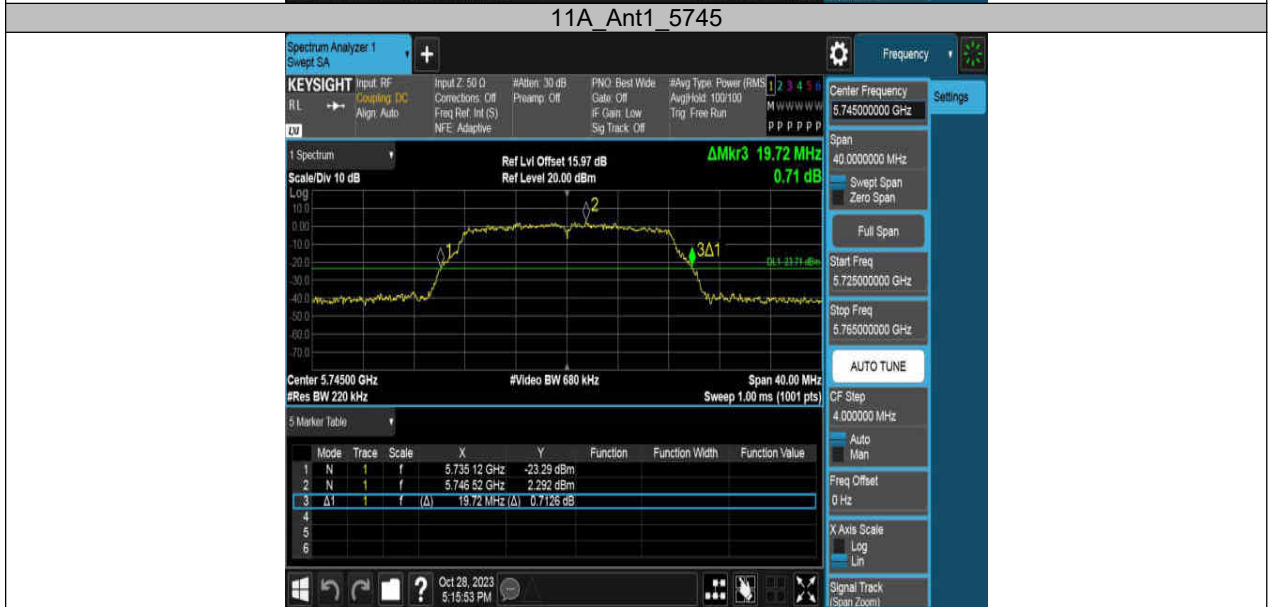 11A_Ant1_5745
Spectrum Analyzer 1
Swept SA
+
Frequency
KEYSIGHT
RL
LXI
Input: RF
Coupling: DC
Align: Auto
Input Z: 50 Ω
Corrections: Off
Freq Ref: Int (S)
NFE: Adaptive
#Atten: 30 dB
Preamp: Off
PNO: Best Wide
Gate: Off
IF Gain: Low
Sig Track: Off
#Avg Type: Power (RMS
Avg|Hold: 100/100
Trig: Free Run
1 2 3 4 5 6
M W W W W W
P P P P P P
Center Frequency
5.745000000 GHz
Settings
1 Spectrum
Ref Lvl Offset 15.97 dB
ΔMkr3 19.72 MHz
Scale/Div 10 dB
Ref Level 20.00 dBm
0.71 dB
Span
40.0000000 MHz
Swept Span
Zero Span
Full Span
Log
10.0
0.00
-10.0
-20.0
-30.0
-40.0
-50.0
-60.0
-70.0
1
2
3Δ1
DL1 -23.71 dBm
Start Freq
5.725000000 GHz
Stop Freq
5.765000000 GHz
AUTO TUNE
Center 5.74500 GHz
#Video BW 680 kHz
Span 40.00 MHz
#Res BW 220 kHz
Sweep 1.00 ms (1001 pts)
CF Step
4.000000 MHz
Auto
Man
5 Marker Table
Mode Trace Scale X Y Function Function Width Function Value
1 N 1 f 5.735 12 GHz -23.29 dBm
2 N 1 f 5.746 52 GHz 2.292 dBm
3 Δ1 1 f (Δ) 19.72 MHz (Δ) 0.7126 dB
4
5
6
Freq Offset
0 Hz
X Axis Scale
Log
Lin
Signal Track
(Span Zoom)
?
Oct 28, 2023
5:15:53 PM